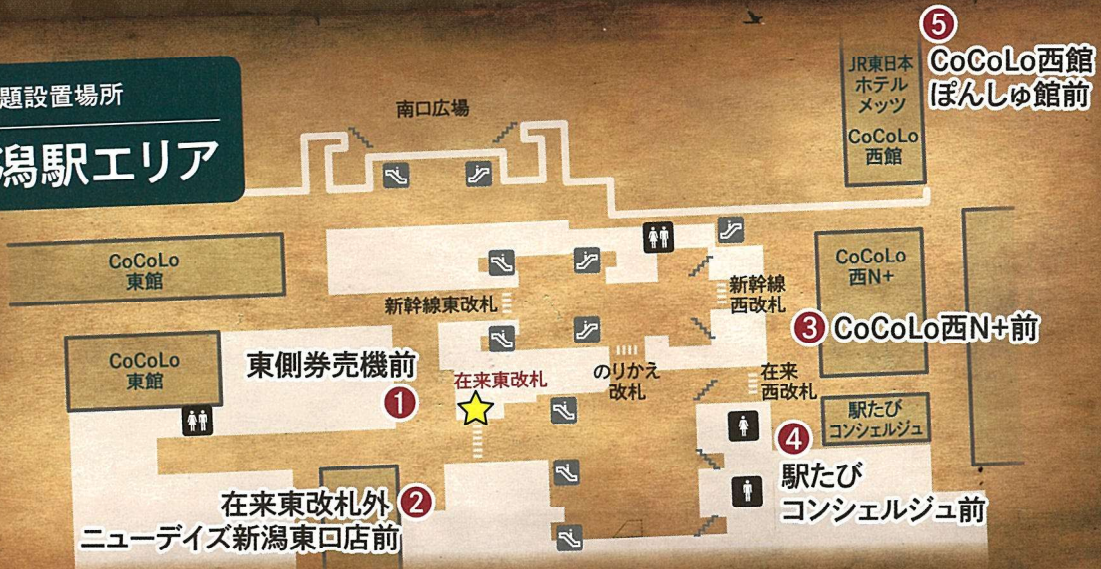 題設置場所
潟駅エリア
南口広場
JR東日本
ホテル
メッツ
CoCoLo
西館
5
CoCoLo西館
ぽんしゅ館前
CoCoLo
東館
新幹線東改札
新幹線
西改札
CoCoLo
西N+
3 CoCoLo西N+前
CoCoLo
東館
東側券売機前
1
在来東改札
のりかえ
改札
在来
西改札
駅たび
コンシェルジュ
4
駅たび
コンシェルジュ前
在来東改札外 2
ニューデイズ新潟東口店前